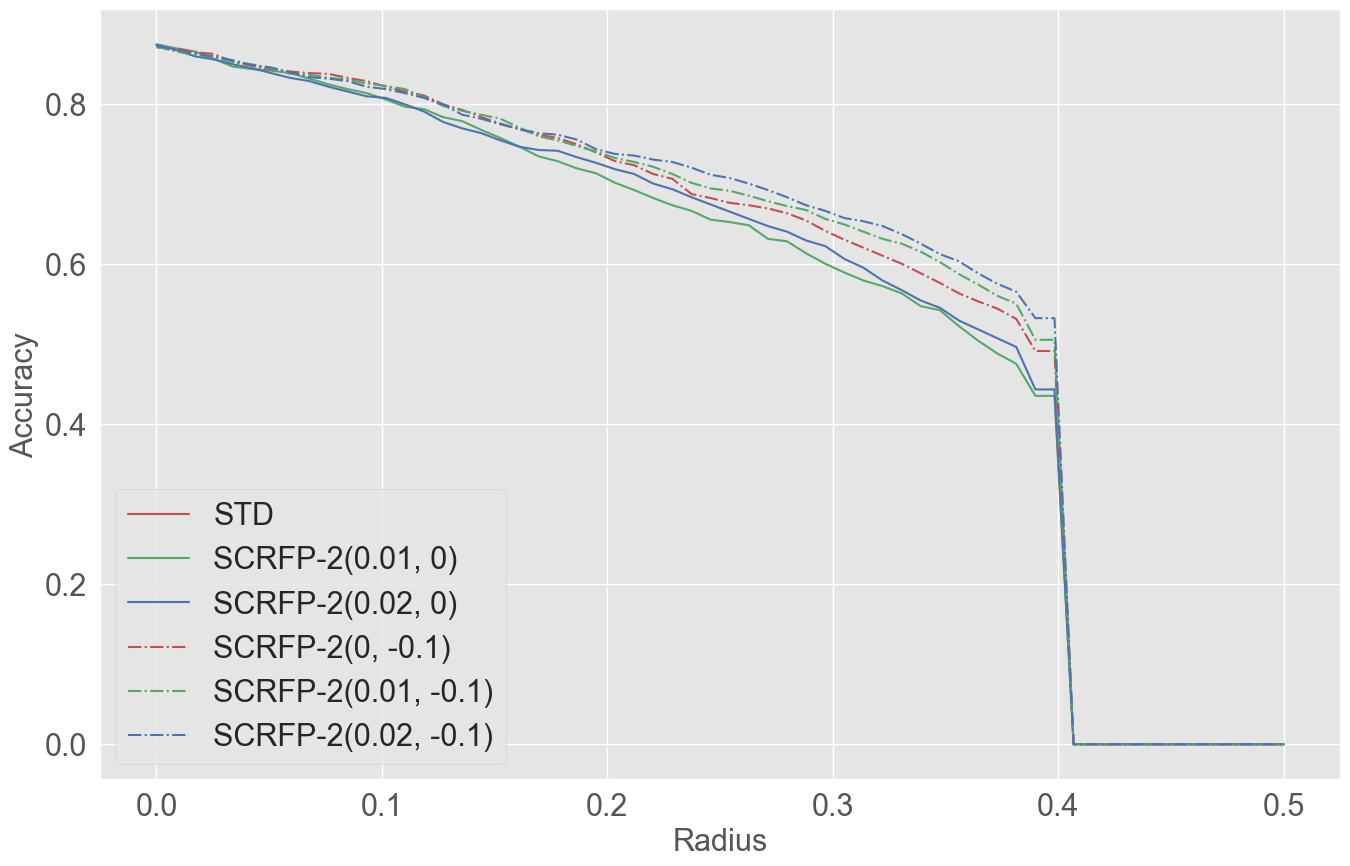 0.8
0.6
0.4
0.2
0.0
Accuracy
STD
SCRFP-2(0.01, 0)
SCRFP-2(0.02, 0)
SCRFP-2(0, -0.1)
SCRFP-2(0.01, -0.1)
SCRFP-2(0.02, -0.1)
0.0 0.1 0.2 0.3 0.4 0.5
Radius